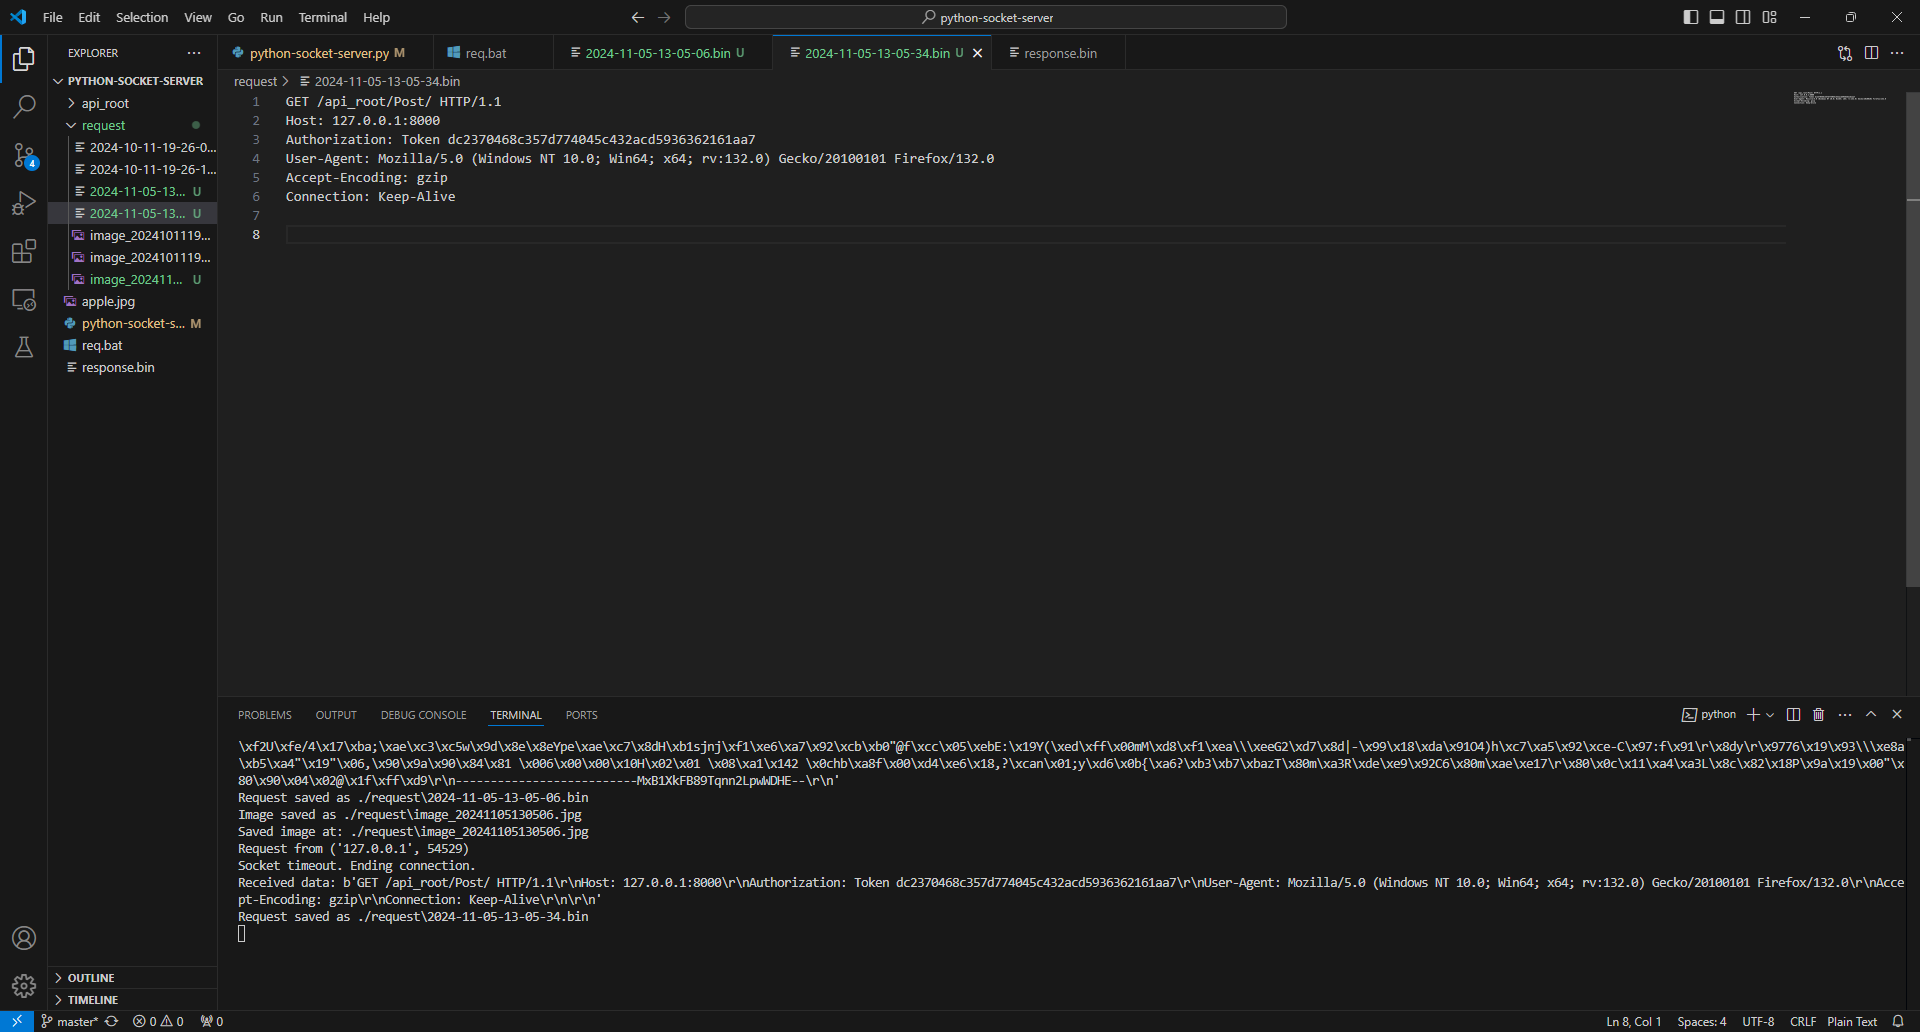 File Edit Selection View Go Run Terminal Help
python-socket-server
EXPLORER
PYTHON-SOCKET-SERVER
api_root
request
2024-10-11-19-26-0...
2024-10-11-19-26-1...
2024-11-05-13... U
2024-11-05-13... U
image_2024101119...
image_2024101119...
image_202411... U
apple.jpg
python-socket-s... M
req.bat
response.bin
OUTLINE
TIMELINE
4
python-socket-server.py M
req.bat
2024-11-05-13-05-06.bin U
2024-11-05-13-05-34.bin U
response.bin
request > 2024-11-05-13-05-34.bin
1 GET /api_root/Post/ HTTP/1.1
2 Host: 127.0.0.1:8000
3 Authorization: Token dc2370468c357d774045c432acd5936362161aa7
4 User-Agent: Mozilla/5.0 (Windows NT 10.0; Win64; x64; rv:132.0) Gecko/20100101 Firefox/132.0
5 Accept-Encoding: gzip
6 Connection: Keep-Alive
7
8
PROBLEMS OUTPUT DEBUG CONSOLE TERMINAL PORTS
python
\xf2U\xfe/4\x17\xba;\xae\xc3\xc5w\x9d\x8e\x8eYpe\xae\xc7\x8dH\xb1sjnj\xf1\xe6\xa7\x92\xcb\xb0"@f\xcc\x05\xebE:\x19Y(\xed\xff\x00mM\xd8\xf1\xea\\\xeeG2\xd7\x8d|-\x99\x18\xda\x91O4)h\xc7\xa5\x92\xce-C\x97:f\x91\r\x8dy\r\x9776\x19\x93\\\xe8a
\xb5\xa4"\x19"\x06,\x90\x9a\x90\x84\x81 \x006\x00\x00\x10H\x02\x01 \x08\xa1\x142 \x0chb\xa8f\x00\xd4\xe6\x18,?\xcan\x01;y\xd6\x0b{\xa6?\xb3\xb7\xbazT\x80m\xa3R\xde\xe9\x92C6\x80m\xae\xe17\r\x80\x0c\x11\xa4\xa3L\x8c\x82\x18P\x9a\x19\x00"\x
80\x90\x04\x02@\x1f\xff\xd9\r\n--------------------------MxB1XkFB89Tqnn2LpwWDHE--\r\n'
Request saved as ./request\2024-11-05-13-05-06.bin
Image saved as ./request\image_20241105130506.jpg
Saved image at: ./request\image_20241105130506.jpg
Request from ('127.0.0.1', 54529)
Socket timeout. Ending connection.
Received data: b'GET /api_root/Post/ HTTP/1.1\r\nHost: 127.0.0.1:8000\r\nAuthorization: Token dc2370468c357d774045c432acd5936362161aa7\r\nUser-Agent: Mozilla/5.0 (Windows NT 10.0; Win64; x64; rv:132.0) Gecko/20100101 Firefox/132.0\r\nAcce
pt-Encoding: gzip\r\nConnection: Keep-Alive\r\n\r\n'
Request saved as ./request\2024-11-05-13-05-34.bin
master* 0 0 0
Ln 8, Col 1 Spaces: 4 UTF-8 CRLF Plain Text